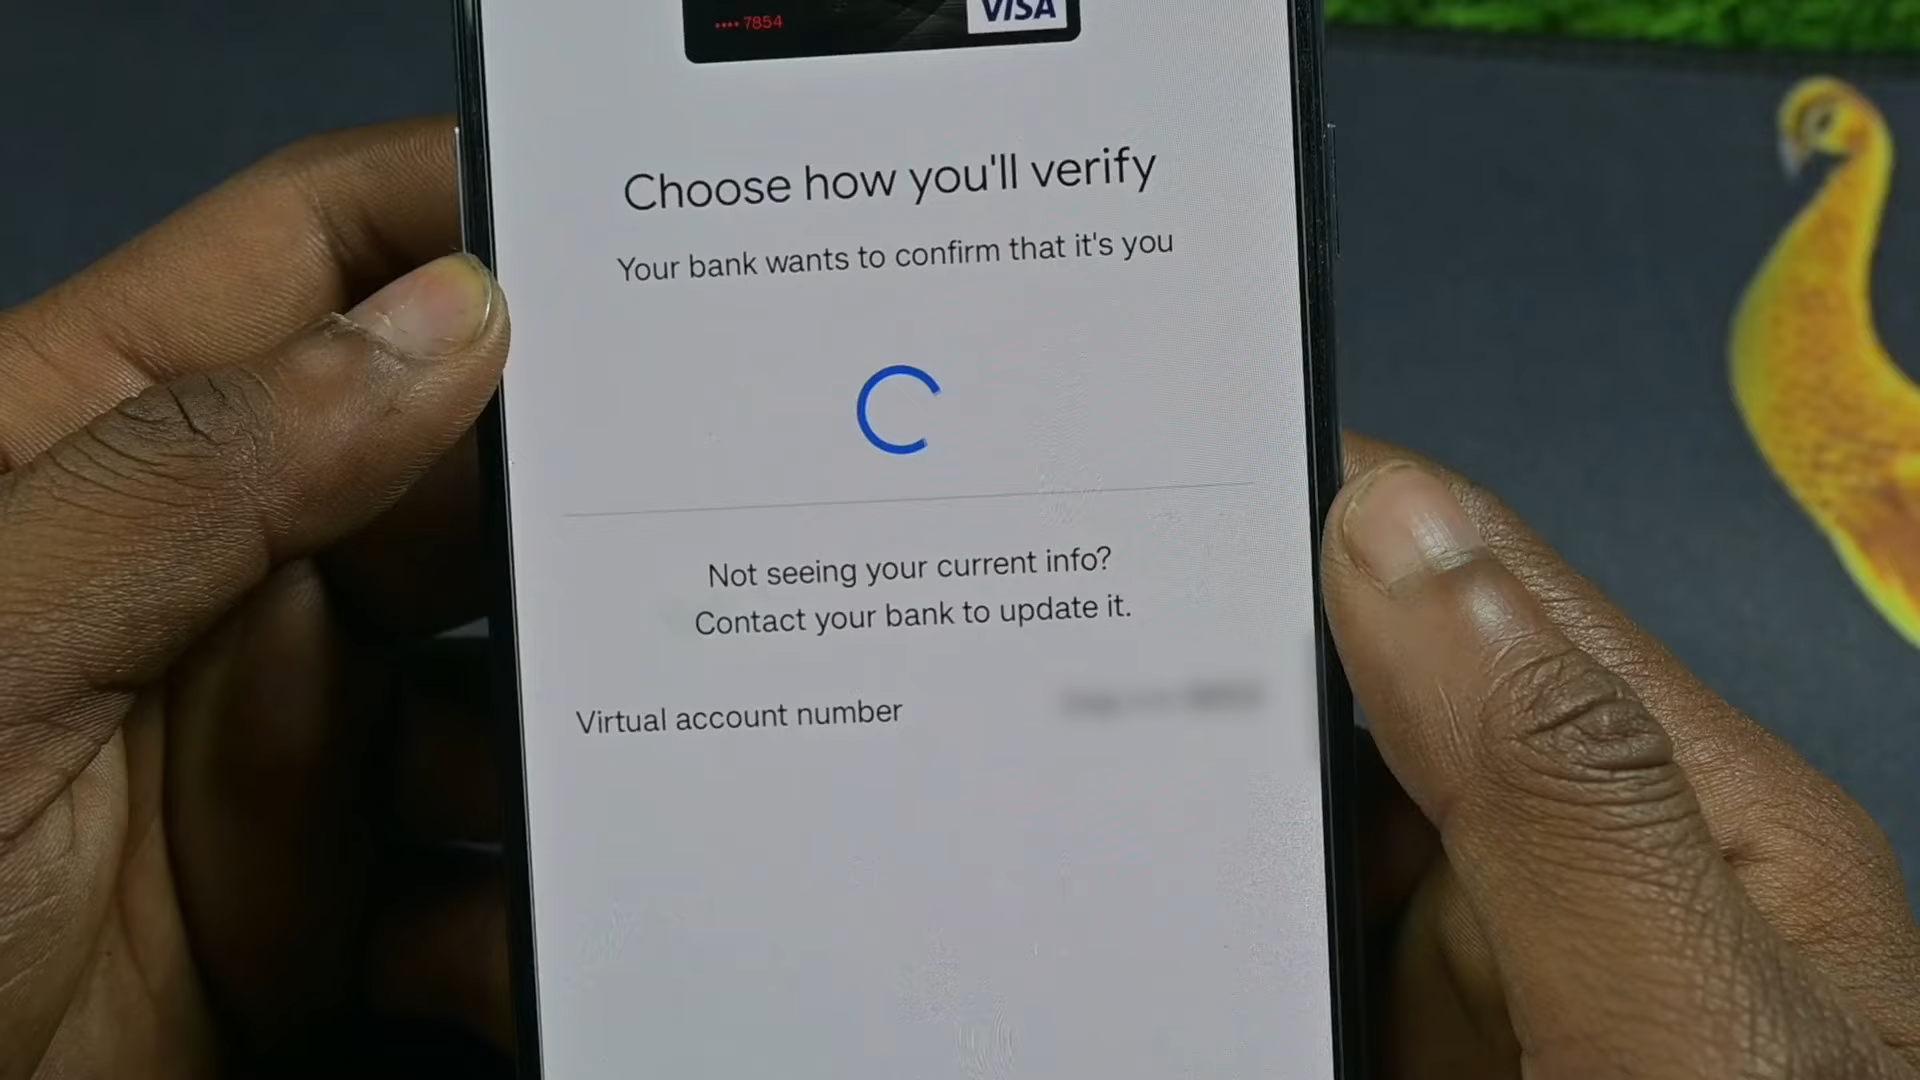 •••• 7854
VISA
Choose how you'll verify
Your bank wants to confirm that it's you
Not seeing your current info?
Contact your bank to update it.
Virtual account number